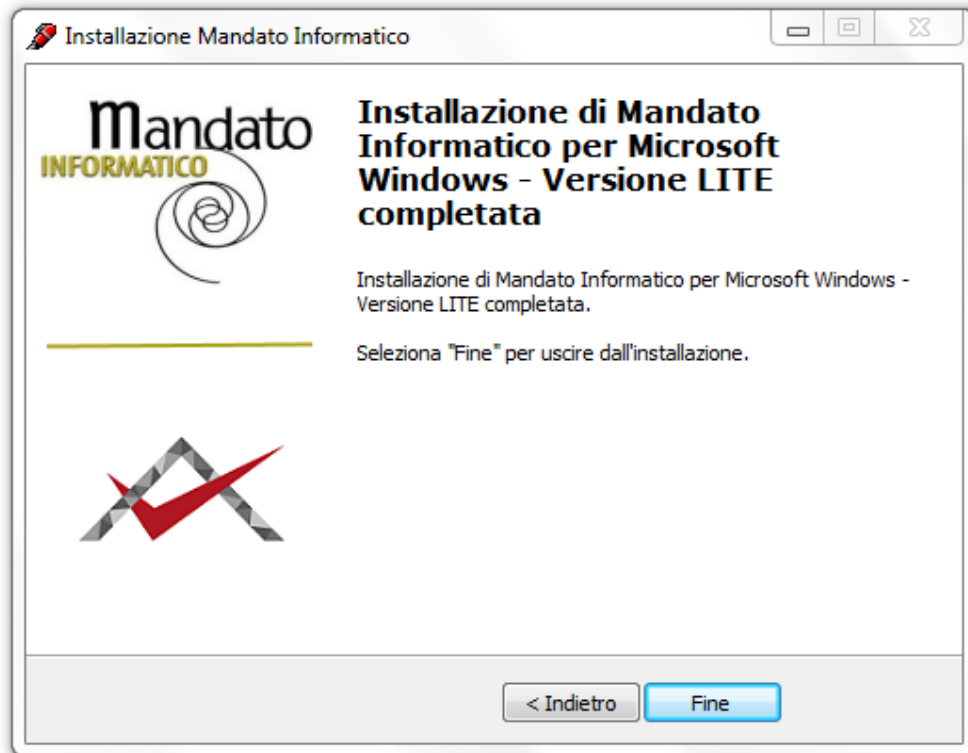 Installazione Mandato Informatico
mandato
INFORMATICO
Installazione di Mandato
Informatico per Microsoft
Windows - Versione LITE
completata
Installazione di Mandato Informatico per Microsoft Windows -
Versione LITE completata.
Seleziona "Fine" per uscire dall'installazione.
< Indietro
Fine